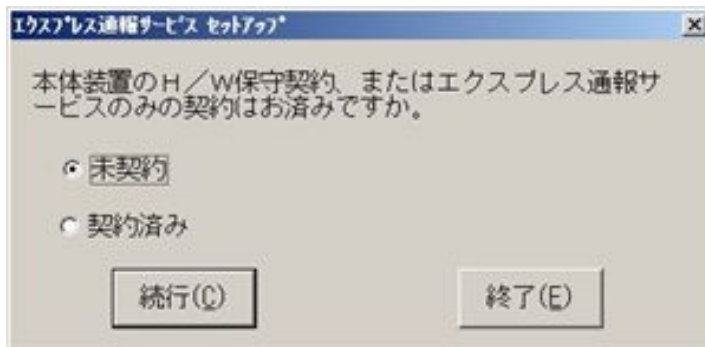 ｴｸｽﾌﾟﾚｽ通報ｻｰﾋﾞｽ ｾｯﾄｱｯﾌﾟ
本体装置のＨ／Ｗ保守契約、またはエクスプレス通報サ
ービスのみの契約はお済みですか。
未契約
契約済み
続行(C) 終了(E)